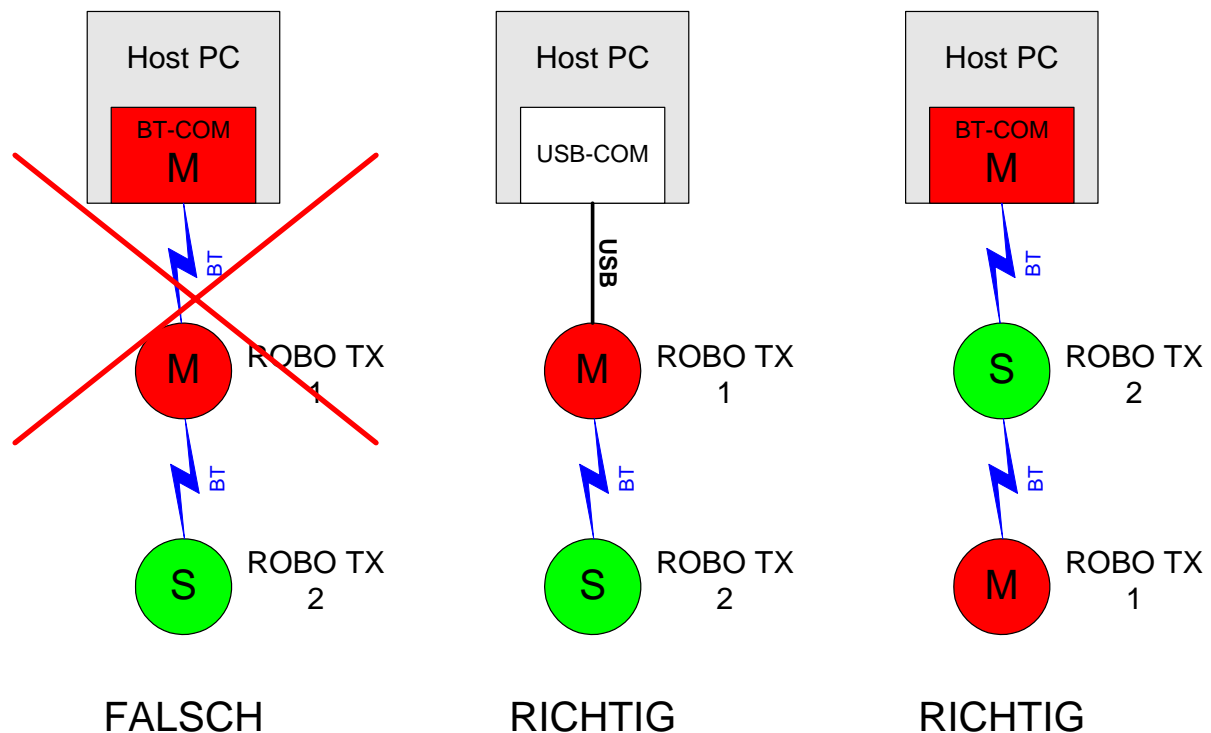 Host PC
BT-COM
M
BT
M
ROBO TX
1
BT
S
ROBO TX
2
FALSCH
Host PC
USB-COM
USB
M
ROBO TX
1
BT
S
ROBO TX
2
RICHTIG
Host PC
BT-COM
M
BT
S
ROBO TX
2
BT
M
ROBO TX
1
RICHTIG